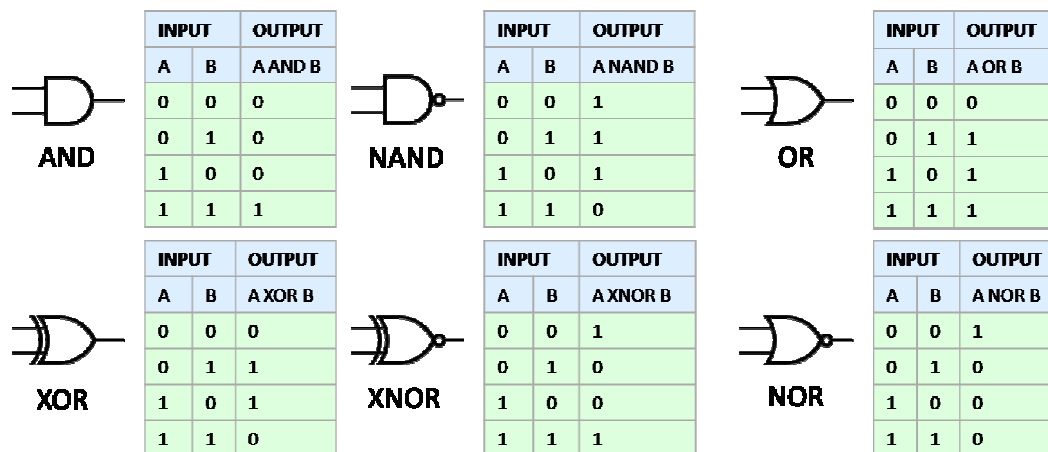 INPUT OUTPUT
A B A AND B
0 0 0
0 1 0
1 0 0
1 1 1
AND
INPUT OUTPUT
A B A NAND B
0 0 1
0 1 1
1 0 1
1 1 0
NAND
INPUT OUTPUT
A B A OR B
0 0 0
0 1 1
1 0 1
1 1 1
OR
INPUT OUTPUT
A B A XOR B
0 0 0
0 1 1
1 0 1
1 1 0
XOR
INPUT OUTPUT
A B A XNOR B
0 0 1
0 1 0
1 0 0
1 1 1
XNOR
INPUT OUTPUT
A B A NOR B
0 0 1
0 1 0
1 0 0
1 1 0
NOR